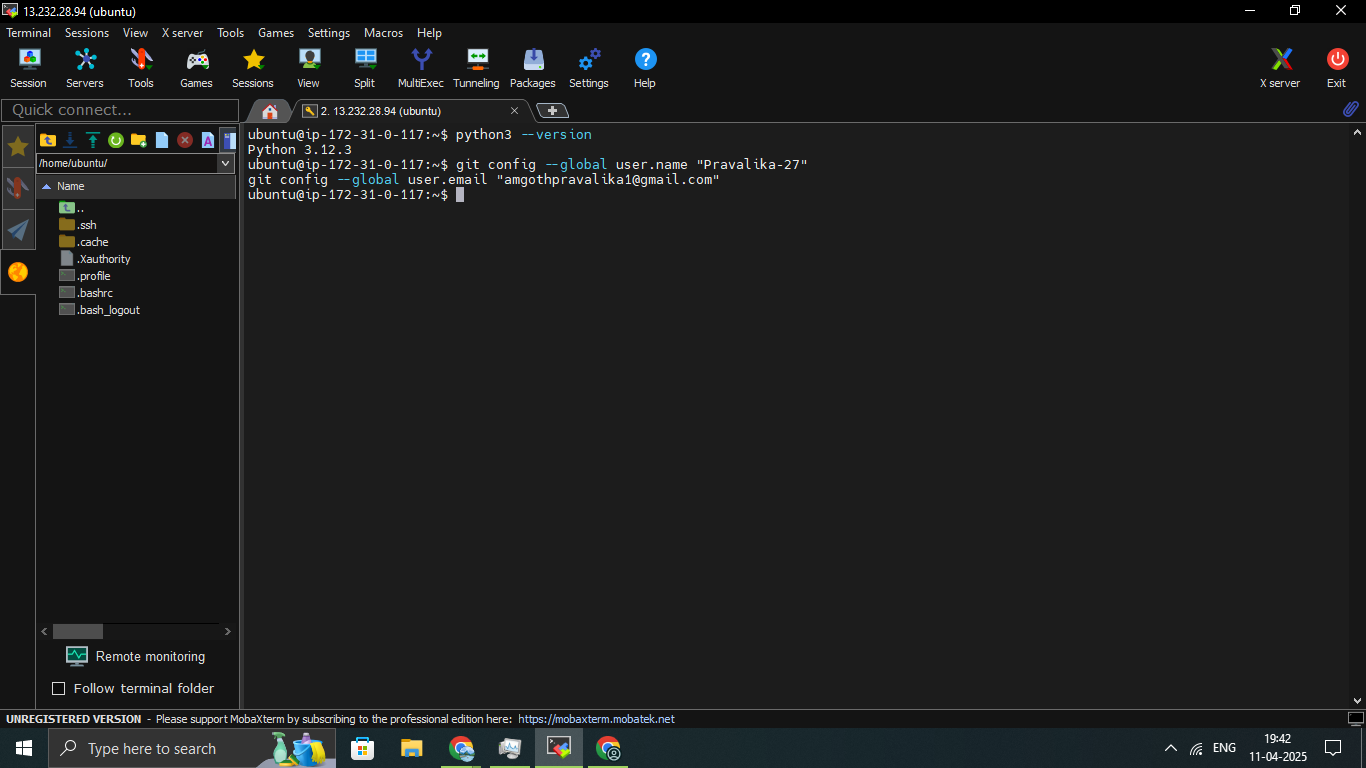 13.232.28.94 (ubuntu)
Terminal Sessions View X server Tools Games Settings Macros Help
Session Servers Tools Games Sessions View Split MultiExec Tunneling Packages Settings Help X server Exit
Quick connect...
2. 13.232.28.94 (ubuntu)
/home/ubuntu/
Name
..
.ssh
.cache
.Xauthority
.profile
.bashrc
.bash_logout
ubuntu@ip-172-31-0-117:~$ python3 --version
Python 3.12.3
ubuntu@ip-172-31-0-117:~$ git config --global user.name "Pravalika-27"
git config --global user.email "amgothpravalika1@gmail.com"
ubuntu@ip-172-31-0-117:~$
Remote monitoring
Follow terminal folder
UNREGISTERED VERSION - Please support MobaXterm by subscribing to the professional edition here: https://mobaxterm.mobatek.net
Type here to search
ENG
19:42
11-04-2025